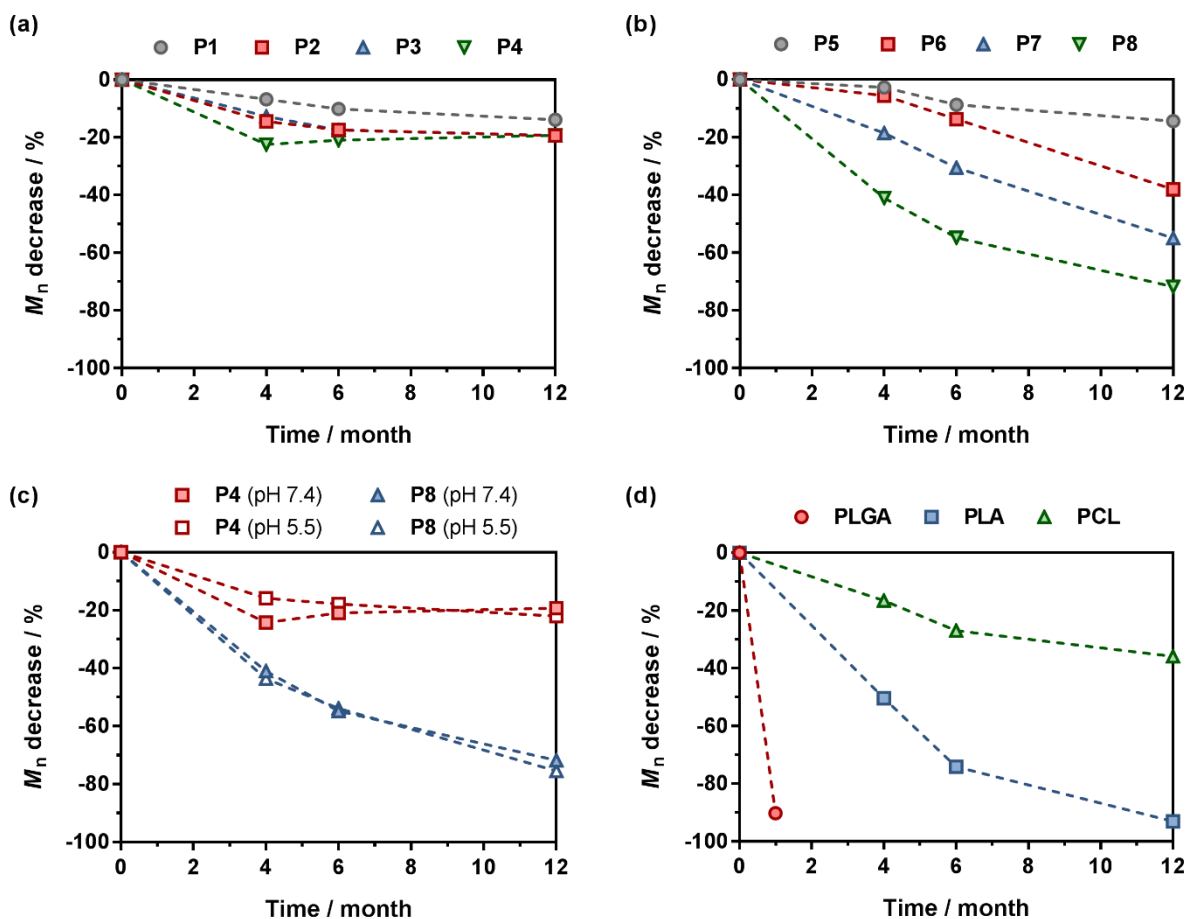 (a)
P1 P2 P3 P4
0
-20
-40
-60
-80
-100
Mn decrease / %
0 2 4 6 8 10 12
Time / month
(b)
P5 P6 P7 P8
0
-20
-40
-60
-80
-100
Mn decrease / %
0 2 4 6 8 10 12
Time / month
(c)
P4 (pH 7.4) P8 (pH 7.4)
P4 (pH 5.5) P8 (pH 5.5)
0
-20
-40
-60
-80
-100
Mn decrease / %
0 2 4 6 8 10 12
Time / month
(d)
PLGA PLA PCL
0
-20
-40
-60
-80
-100
Mn decrease / %
0 2 4 6 8 10 12
Time / month